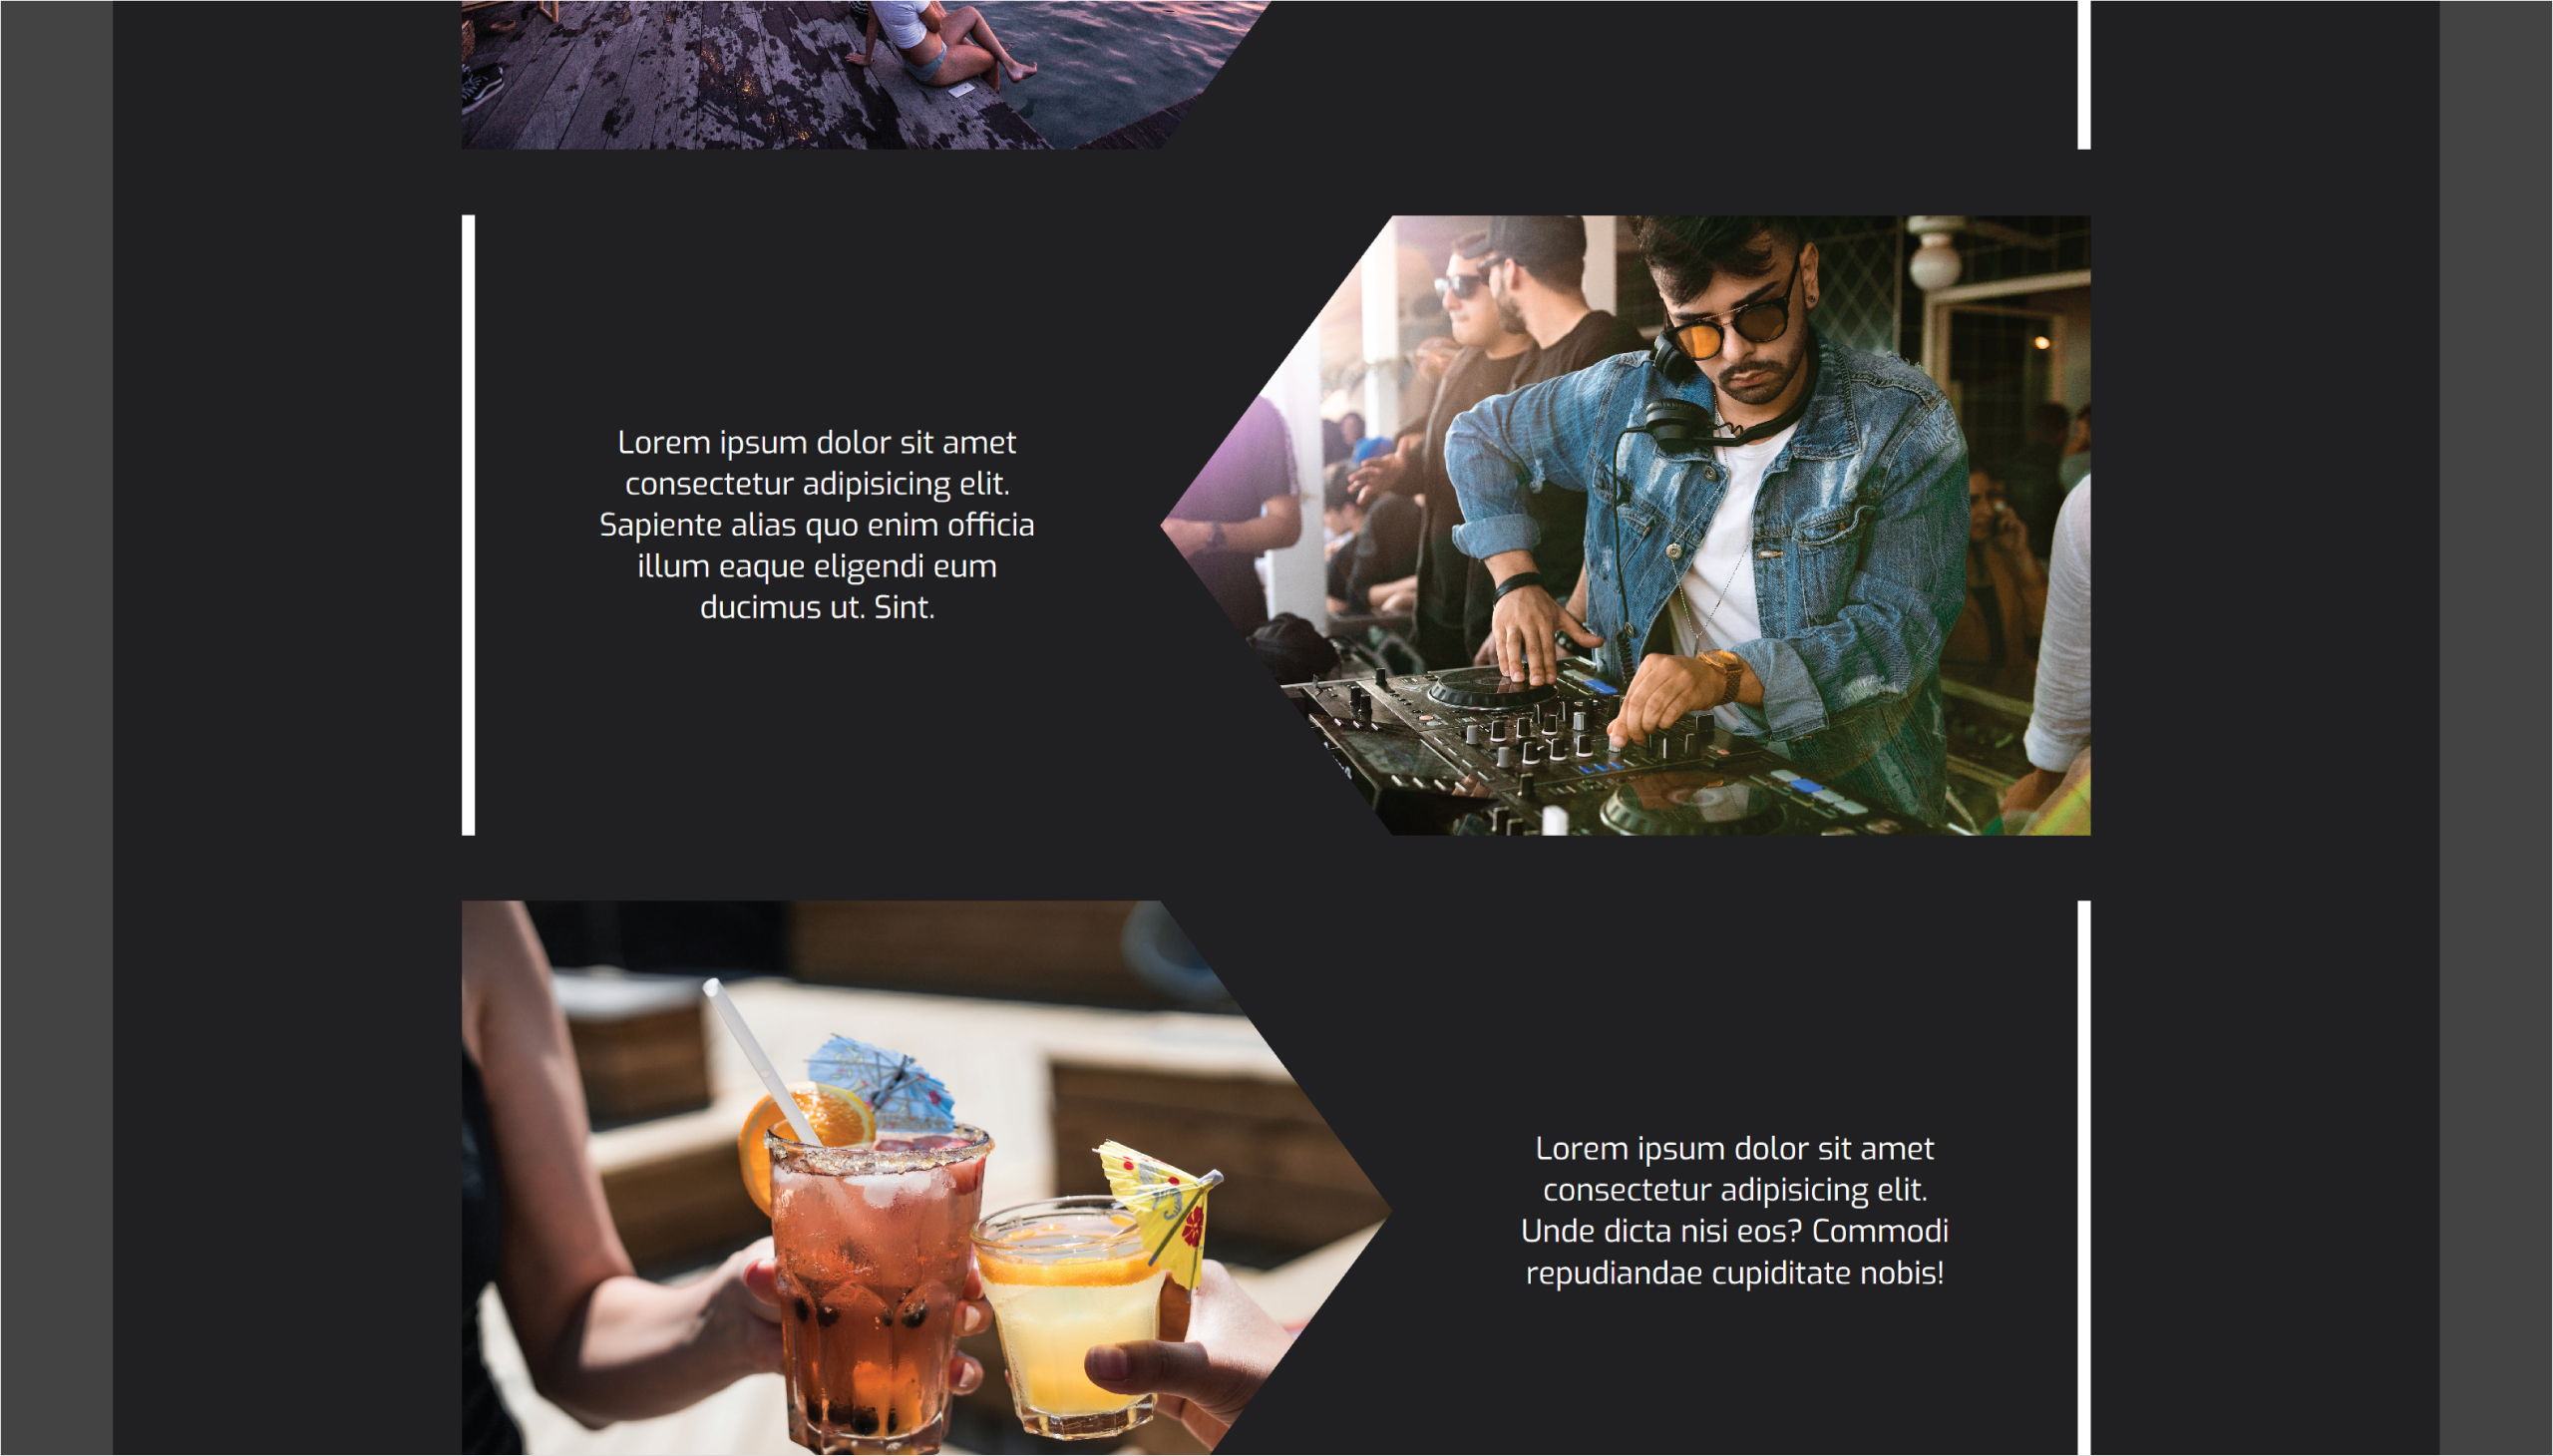 Lorem ipsum dolor sit amet
consectetur adipisicing elit.
Sapiente alias quo enim officia
illum eaque eligendi eum
ducimus ut. Sint.
Lorem ipsum dolor sit amet
consectetur adipisicing elit.
Unde dicta nisi eos? Commodi
repudiandae cupiditate nobis!